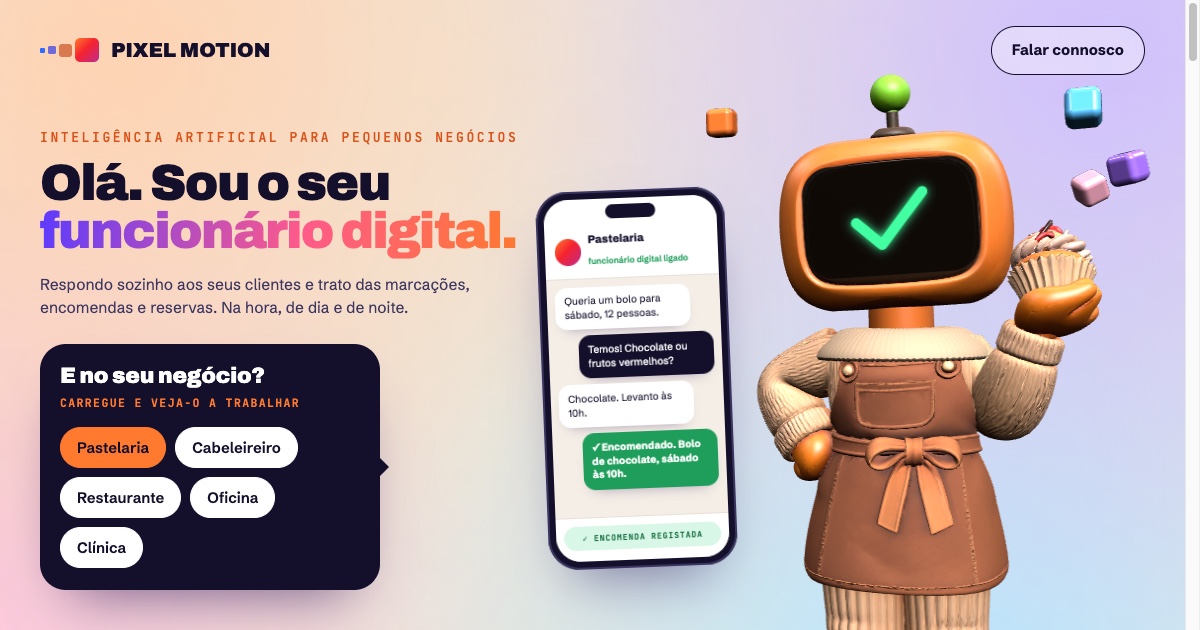 PIXEL MOTION
Falar connosco
INTELIGÊNCIA ARTIFICIAL PARA PEQUENOS NEGÓCIOS
Olá. Sou o seu
funcionário digital.
Respondo sozinho aos seus clientes e trato das marcações,
encomendas e reservas. Na hora, de dia e de noite.
E no seu negócio?
CARREGUE E VEJA-O A TRABALHAR
Pastelaria
Cabeleireiro
Restaurante
Oficina
Clínica
Pastelaria
funcionário digital ligado
Queria um bolo para
sábado, 12 pessoas.
Temos! Chocolate ou
frutos vermelhos?
Chocolate. Levanto às
10h.
✓Encomendado. Bolo
de chocolate, sábado
às 10h.
✓ ENCOMENDA REGISTADA